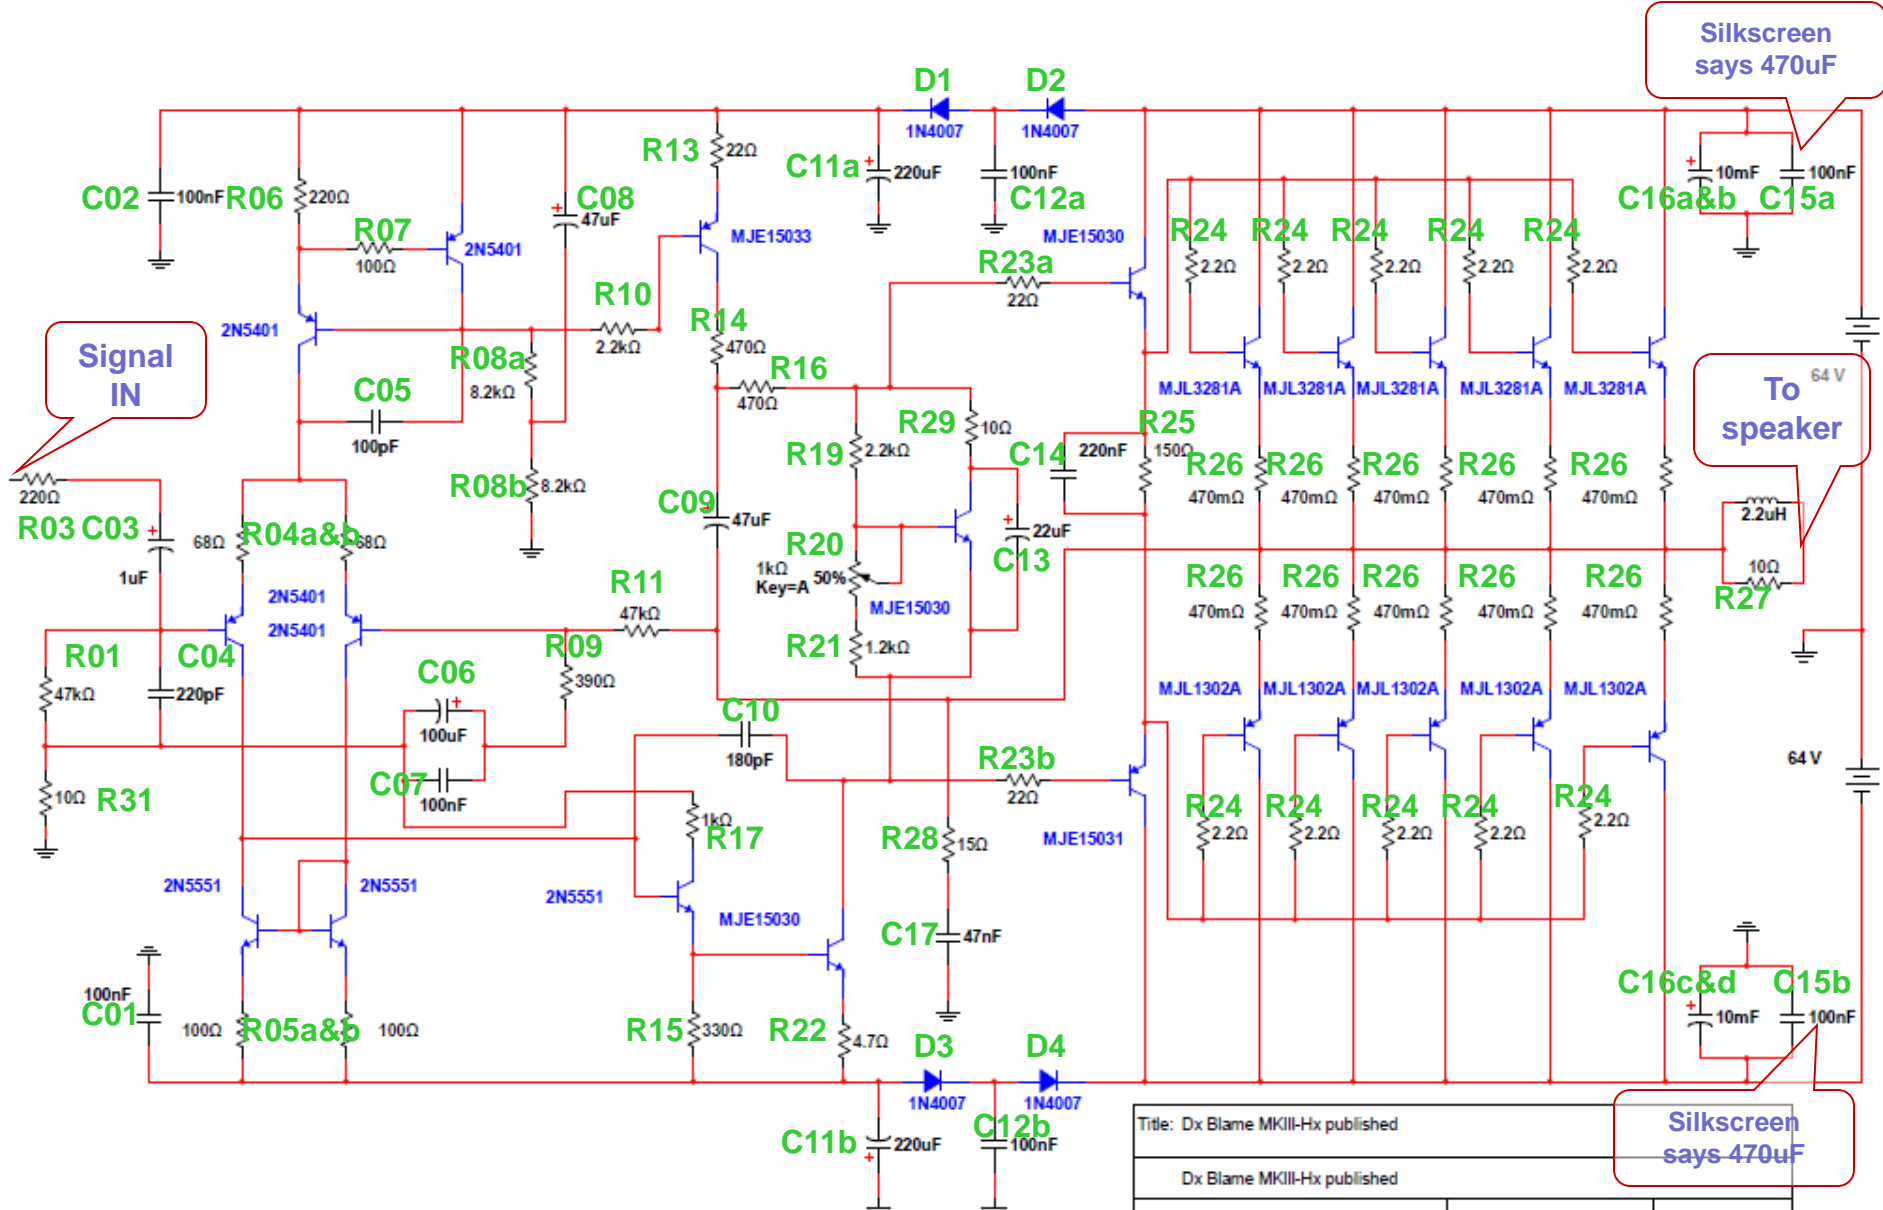 Silkscreen
says 470uF
D1
D2
1N4007
1N4007
R13
22Ω
C11a
220uF
100nF
C12a
10mF
100nF
C16a&b
C15a
C02
100nF
R06
220Ω
C08
47uF
R07
100Ω
2N5401
MJE15033
MJE15030
R24
R24
R24
R24
R24
2.2Ω
2.2Ω
2.2Ω
2.2Ω
2.2Ω
R23a
22Ω
R10
2.2kΩ
2N5401
R14
470Ω
Signal
IN
R08a
8.2kΩ
R16
470Ω
C05
100pF
MJL3281A
MJL3281A
MJL3281A
MJL3281A
MJL3281A
64 V
To
speaker
R29
10Ω
R19
2.2kΩ
C14
220nF
R25
150Ω
R26
R26
R26
R26
R26
470mΩ
470mΩ
470mΩ
470mΩ
470mΩ
R08b
8.2kΩ
220Ω
R03
C03
1uF
68Ω
R04a&b
68Ω
C09
47uF
22uF
C13
R20
1kΩ
Key=A
50%
2.2uH
10Ω
R27
2N5401
2N5401
R11
47kΩ
MJE15030
R26
R26
R26
R26
R26
470mΩ
470mΩ
470mΩ
470mΩ
470mΩ
R01
47kΩ
C04
220pF
R09
390Ω
R21
1.2kΩ
C06
100uF
C07
100nF
C10
180pF
MJL1302A
MJL1302A
MJL1302A
MJL1302A
MJL1302A
64 V
R31
10Ω
R23b
22Ω
1kΩ
R17
R28
15Ω
MJE15031
R24
R24
R24
R24
R24
2.2Ω
2.2Ω
2.2Ω
2.2Ω
2.2Ω
2N5551
2N5551
2N5551
MJE15030
C17
47nF
100nF
C01
100Ω
R05a&b
100Ω
R15
330Ω
R22
4.7Ω
C16c&d
C15b
10mF
100nF
D3
D4
1N4007
1N4007
C11b
220uF
C12b
100nF
Title: Dx Blame MKIII-Hx published
Dx Blame MKIII-Hx published
Silkscreen
says 470uF